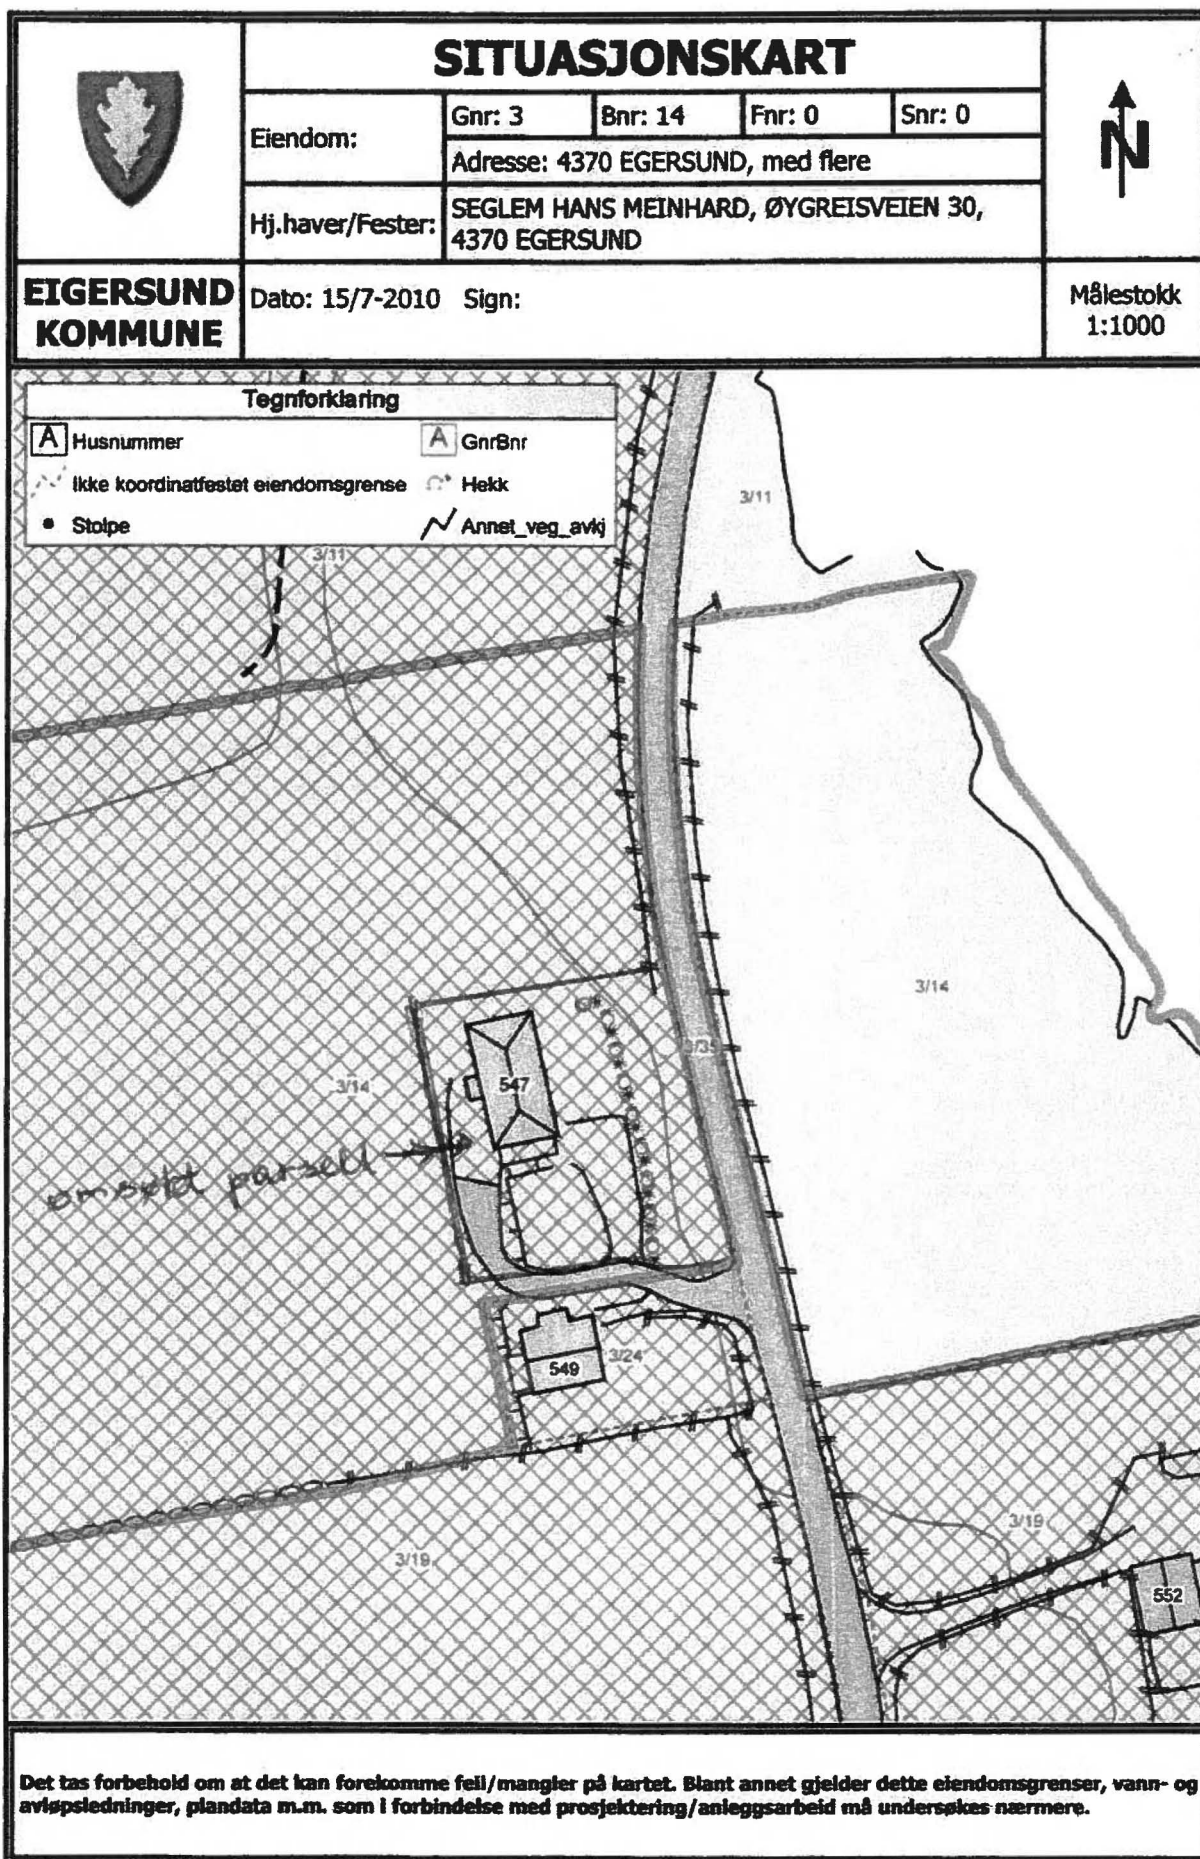 SITUASJONSKART
Eiendom:
Gnr: 3
Bnr: 14
Fnr: 0
Snr: 0
Adresse: 4370 EGERSUND, med flere
Hj.haver/Fester:
SEGLEM HANS MEINHARD, ØYGREISVEIEN 30,
4370 EGERSUND
N
EIGERSUND
KOMMUNE
Dato: 15/7-2010 Sign:
Målestokk
1:1000
Tegnforklaring
A Husnummer
A GnrBnr
Ikke koordinatfestet eiendomsgrense
Hekk
Stolpe
Annet_veg_avkj
3/11
3/11
3/14
3/35
3/14
547
omsøkt parsell
549
3/24
3/19
3/19
552
Det tas forbehold om at det kan forekomme feil/mangler på kartet. Blant annet gjelder dette eiendomsgrenser, vann- og
avløpsledninger, plandata m.m. som i forbindelse med prosjektering/anleggsarbeid må undersøkes nærmere.